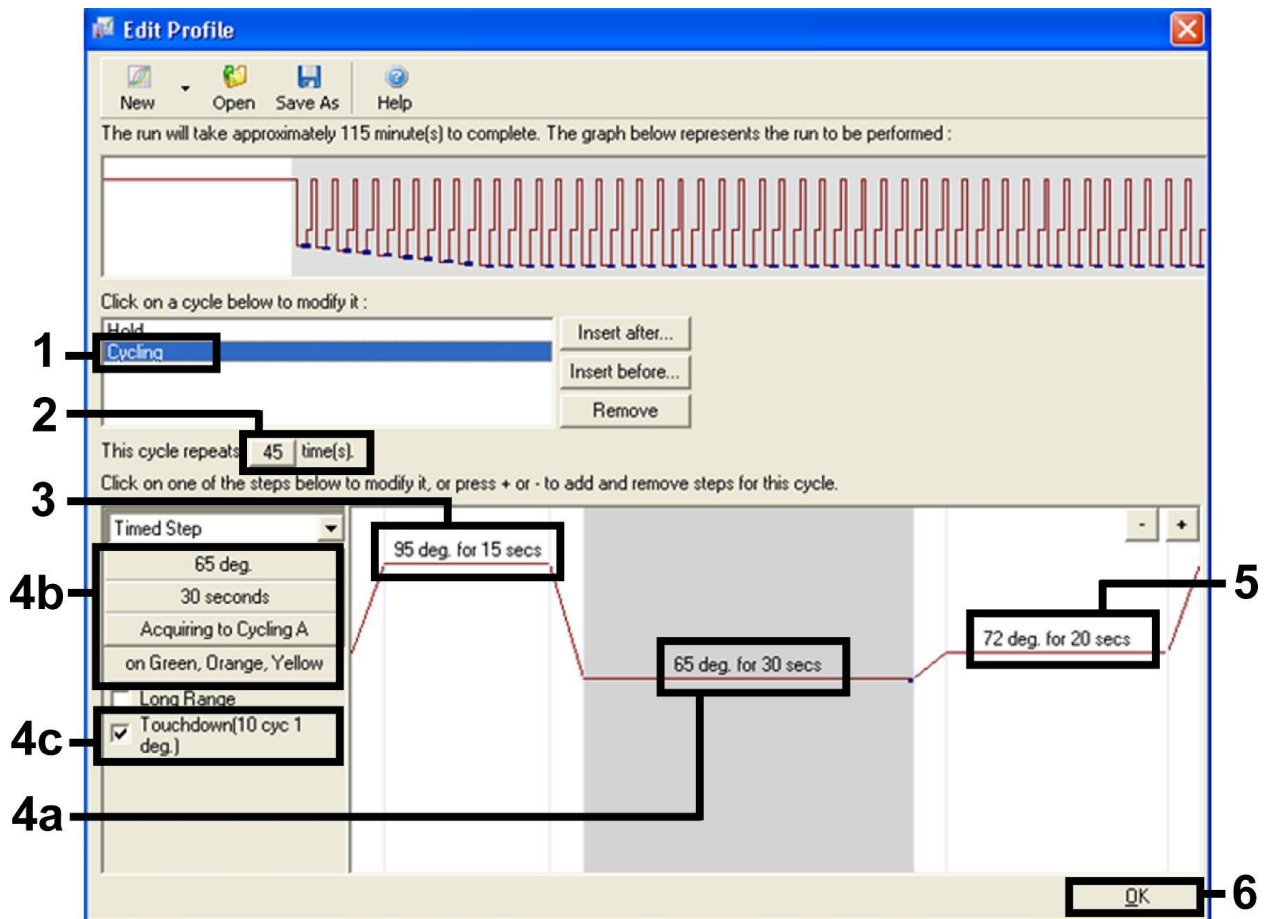 Edit Profile
New Open Save As Help
The run will take approximately 115 minute(s) to complete. The graph below represents the run to be performed :
Click on a cycle below to modify it :
Hold
1 Cycling
Insert after...
Insert before...
Remove
2
This cycle repeats 45 time(s).
Click on one of the steps below to modify it, or press + or - to add and remove steps for this cycle.
3
Timed Step
- +
95 deg. for 15 secs
4b
65 deg.
30 seconds
Acquiring to Cycling A
on Green, Orange, Yellow
5
72 deg. for 20 secs
65 deg. for 30 secs
Long Range
4c
Touchdown(10 cyc 1
deg.)
4a
OK 6